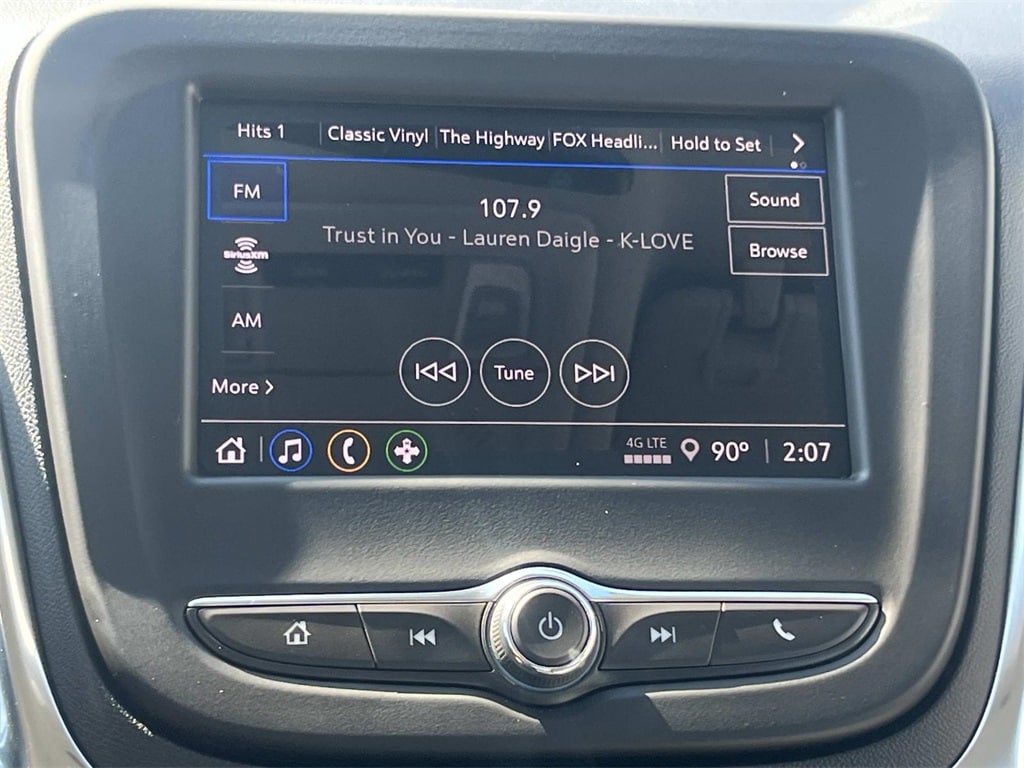 Hits 1 Classic Vinyl The Highway FOX Headli... Hold to Set
FM
107.9
Sound
Trust in You - Lauren Daigle - K-LOVE
Browse
SiriusXM
AM
Tune
More
4G LTE 90° 2:07